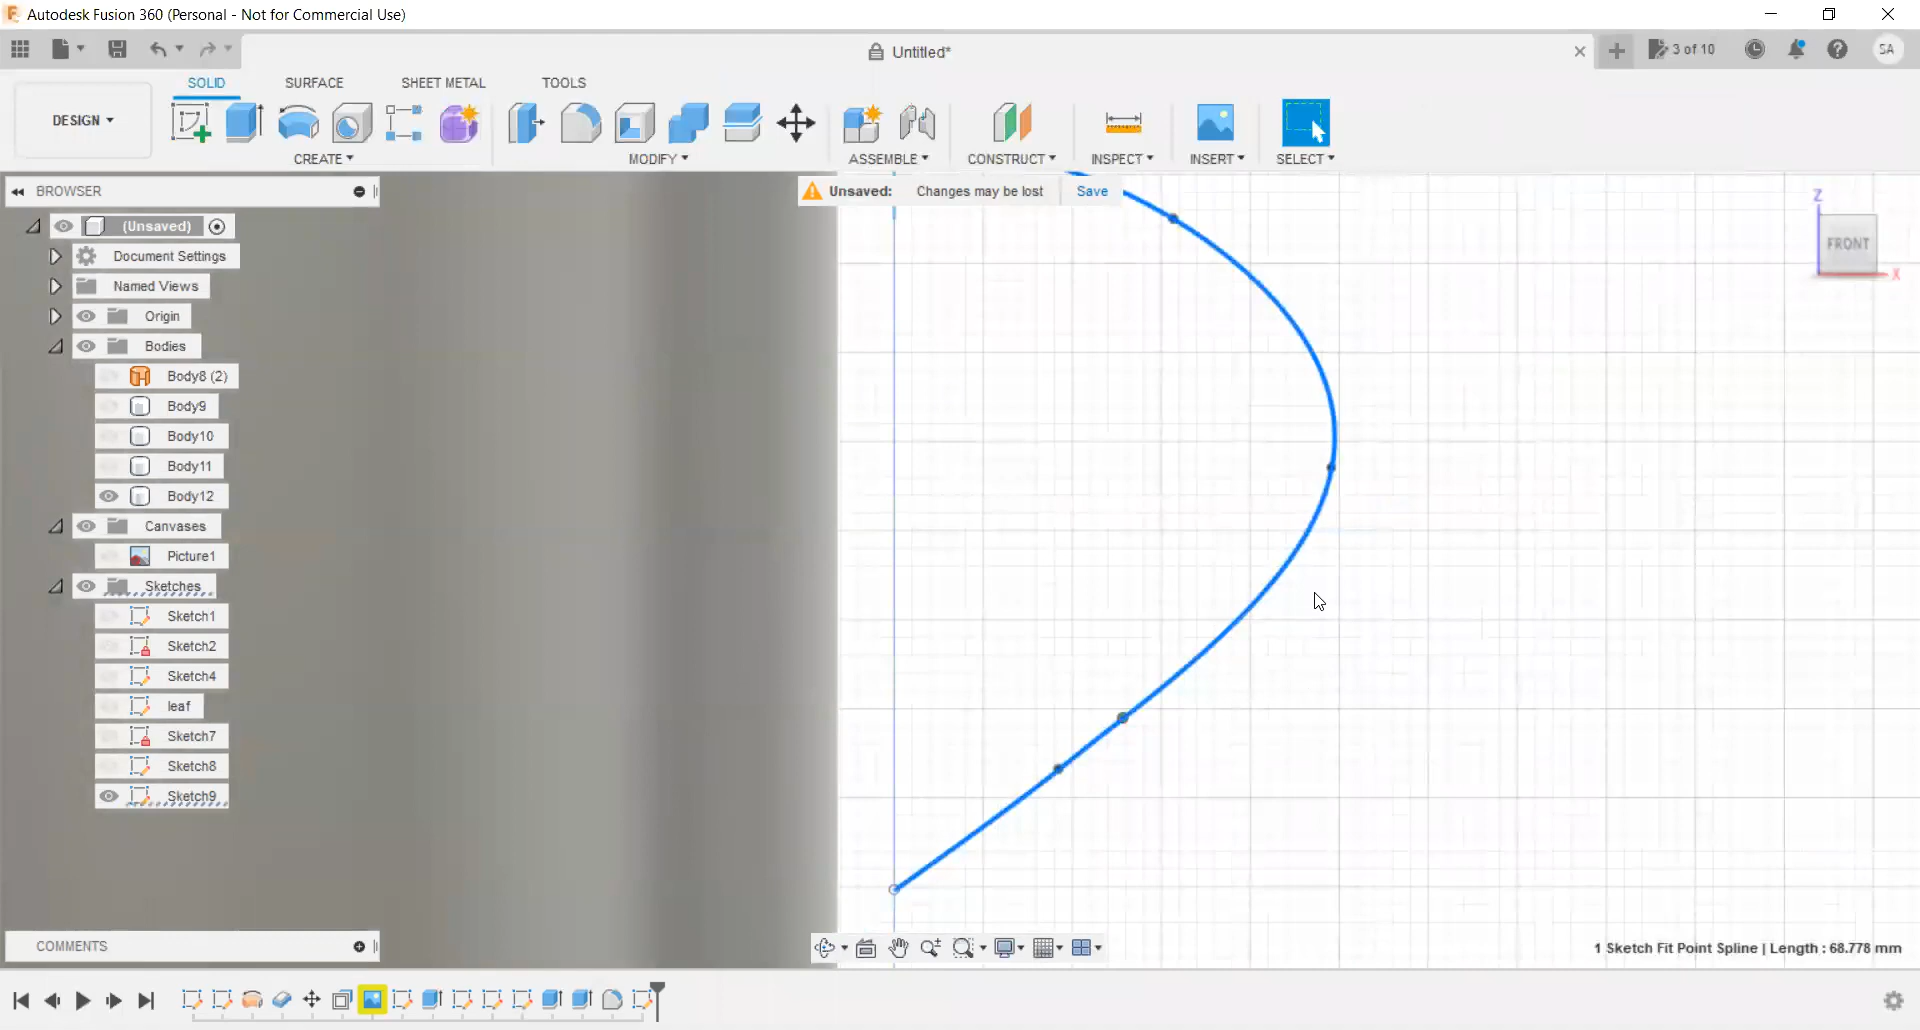 Autodesk Fusion 360 (Personal - Not for Commercial Use)
Untitled*
3 of 10
SA
SOLID SURFACE SHEET METAL TOOLS
DESIGN
CREATE MODIFY ASSEMBLE CONSTRUCT INSPECT INSERT SELECT
BROWSER
Unsaved: Changes may be lost Save
(Unsaved)
Document Settings
Named Views
Origin
Bodies
Body8 (2)
Body9
Body10
Body11
Body12
Canvases
Picture1
Sketches
Sketch1
Sketch2
Sketch4
leaf
Sketch7
Sketch8
Sketch9
Z
FRONT
X
COMMENTS
1 Sketch Fit Point Spline | Length : 68.778 mm